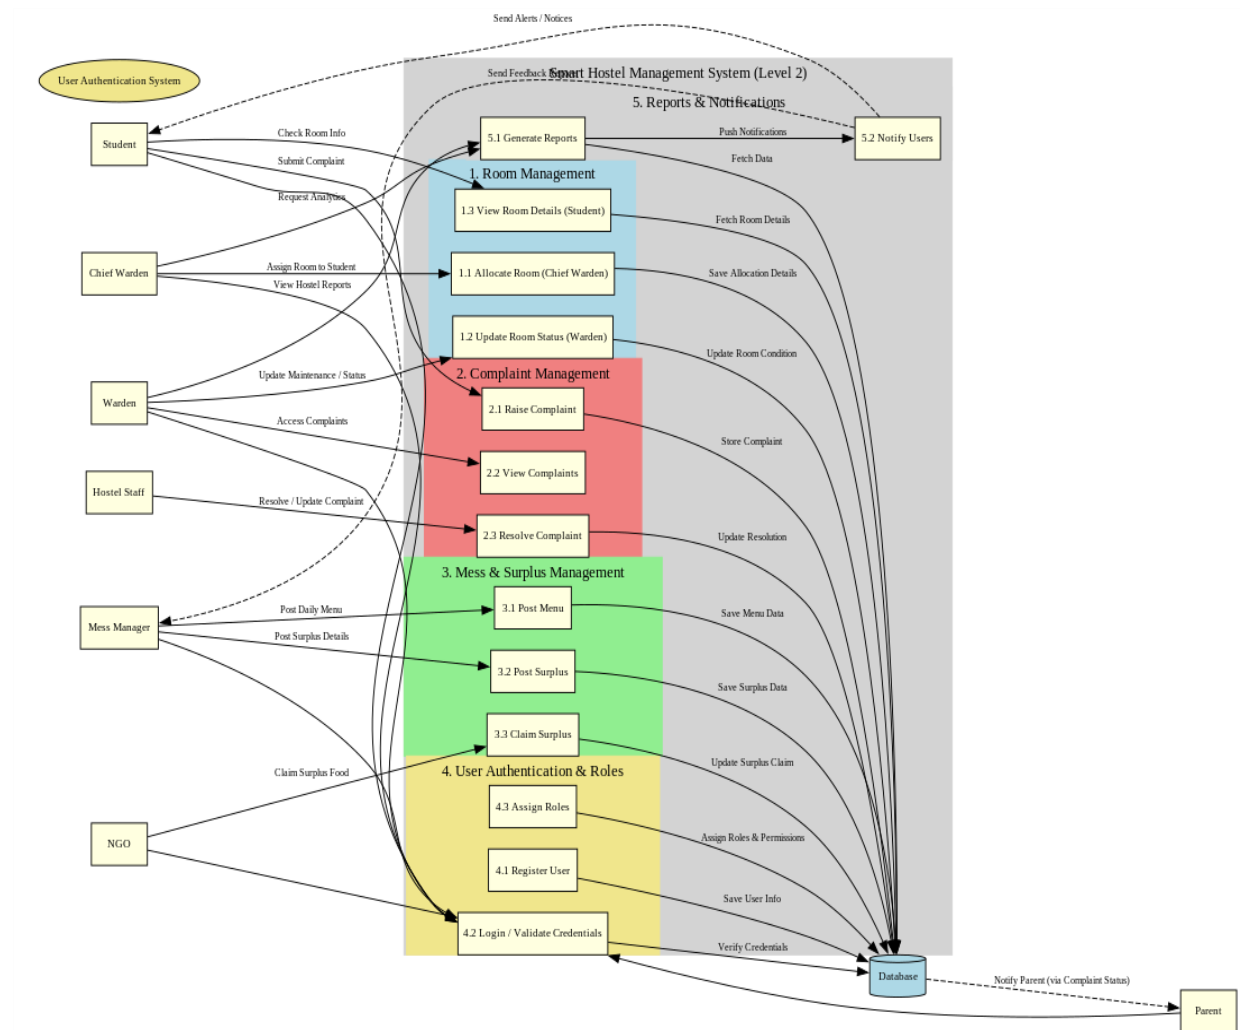 Send Alerts / Notices
User Authentication System
Send Feedback
Smart Hostel Management System (Level 2)
5. Reports & Notifications
Student
Check Room Info
5.1 Generate Reports
Push Notifications
5.2 Notify Users
Submit Complaint
Fetch Data
1. Room Management
Request Analytics
1.3 View Room Details (Student)
Fetch Room Details
Chief Warden
Assign Room to Student
1.1 Allocate Room (Chief Warden)
Save Allocation Details
View Hostel Reports
1.2 Update Room Status (Warden)
Update Room Condition
Update Maintenance / Status
2. Complaint Management
Warden
2.1 Raise Complaint
Access Complaints
Store Complaint
2.2 View Complaints
Hostel Staff
Resolve / Update Complaint
2.3 Resolve Complaint
Update Resolution
3. Mess & Surplus Management
Post Daily Menu
3.1 Post Menu
Save Menu Data
Mess Manager
Post Surplus Details
3.2 Post Surplus
Save Surplus Data
3.3 Claim Surplus
Update Surplus Claim
Claim Surplus Food
4. User Authentication & Roles
4.3 Assign Roles
Assign Roles & Permissions
NGO
4.1 Register User
Save User Info
4.2 Login / Validate Credentials
Verify Credentials
Database
Notify Parent (via Complaint Status)
Parent